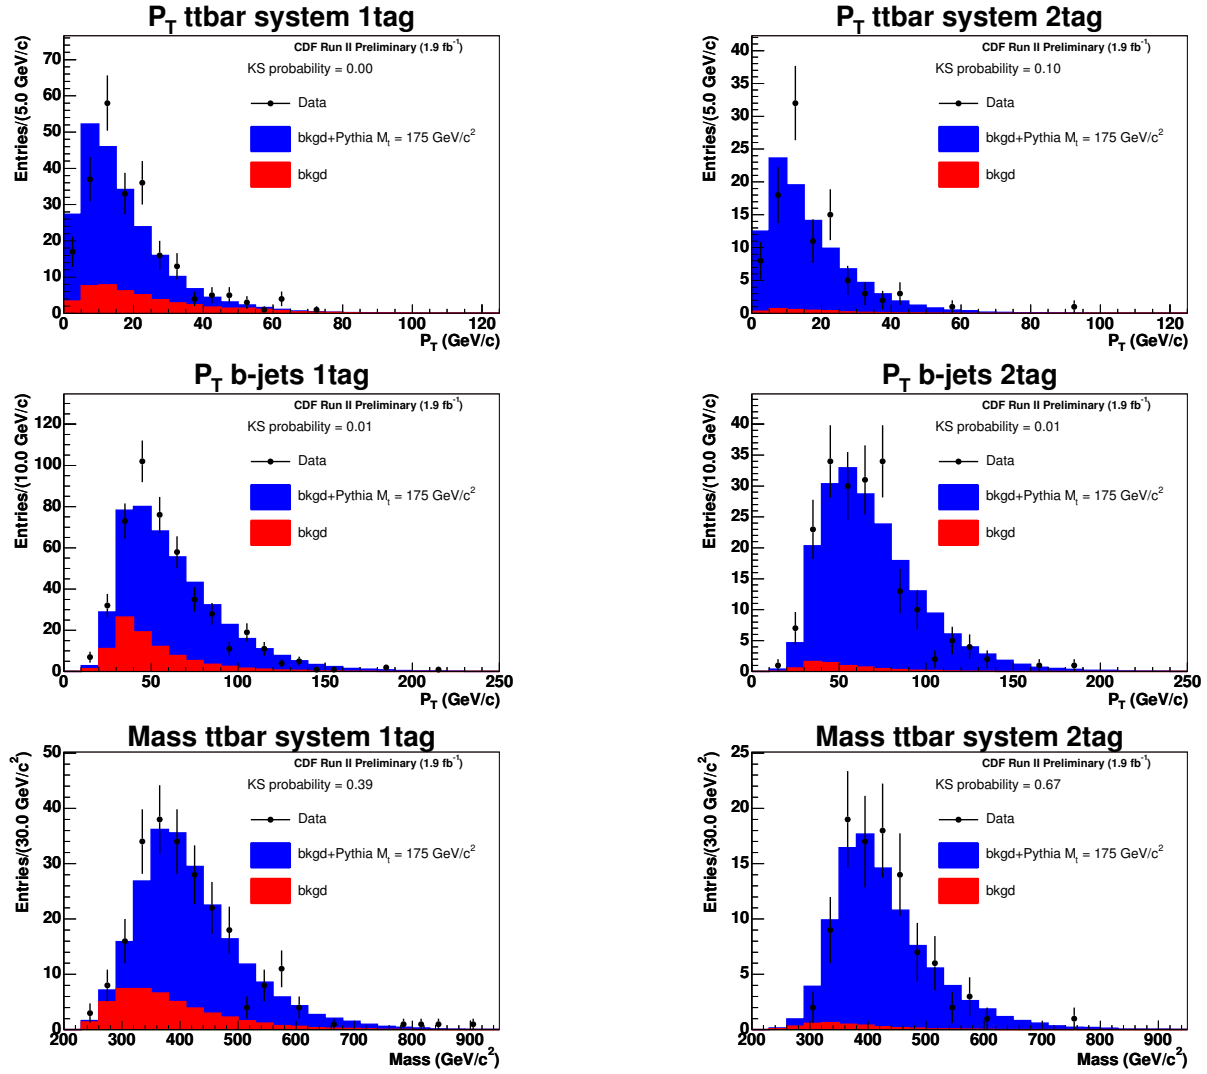 P_T ttbar system 1tag
Entries/(5.0 GeV/c)
CDF Run II Preliminary (1.9 fb⁻¹)
KS probability = 0.00
Data
bkgd+Pythia M_t = 175 GeV/c²
bkgd
70
60
50
40
30
20
10
0
0 20 40 60 80 100 120
P_T (GeV/c)
P_T ttbar system 2tag
Entries/(5.0 GeV/c)
CDF Run II Preliminary (1.9 fb⁻¹)
KS probability = 0.10
Data
bkgd+Pythia M_t = 175 GeV/c²
bkgd
40
35
30
25
20
15
10
5
0
0 20 40 60 80 100 120
P_T (GeV/c)
P_T b-jets 1tag
Entries/(10.0 GeV/c)
CDF Run II Preliminary (1.9 fb⁻¹)
KS probability = 0.01
Data
bkgd+Pythia M_t = 175 GeV/c²
bkgd
120
100
80
60
40
20
0
0 50 100 150 200 250
P_T (GeV/c)
P_T b-jets 2tag
Entries/(10.0 GeV/c)
CDF Run II Preliminary (1.9 fb⁻¹)
KS probability = 0.01
Data
bkgd+Pythia M_t = 175 GeV/c²
bkgd
40
35
30
25
20
15
10
5
0
0 50 100 150 200 250
P_T (GeV/c)
Mass ttbar system 1tag
Entries/(30.0 GeV/c²)
CDF Run II Preliminary (1.9 fb⁻¹)
KS probability = 0.39
Data
bkgd+Pythia M_t = 175 GeV/c²
bkgd
50
40
30
20
10
0
200 300 400 500 600 700 800 900
Mass (GeV/c²)
Mass ttbar system 2tag
Entries/(30.0 GeV/c²)
CDF Run II Preliminary (1.9 fb⁻¹)
KS probability = 0.67
Data
bkgd+Pythia M_t = 175 GeV/c²
bkgd
25
20
15
10
5
0
200 300 400 500 600 700 800 900
Mass (GeV/c²)